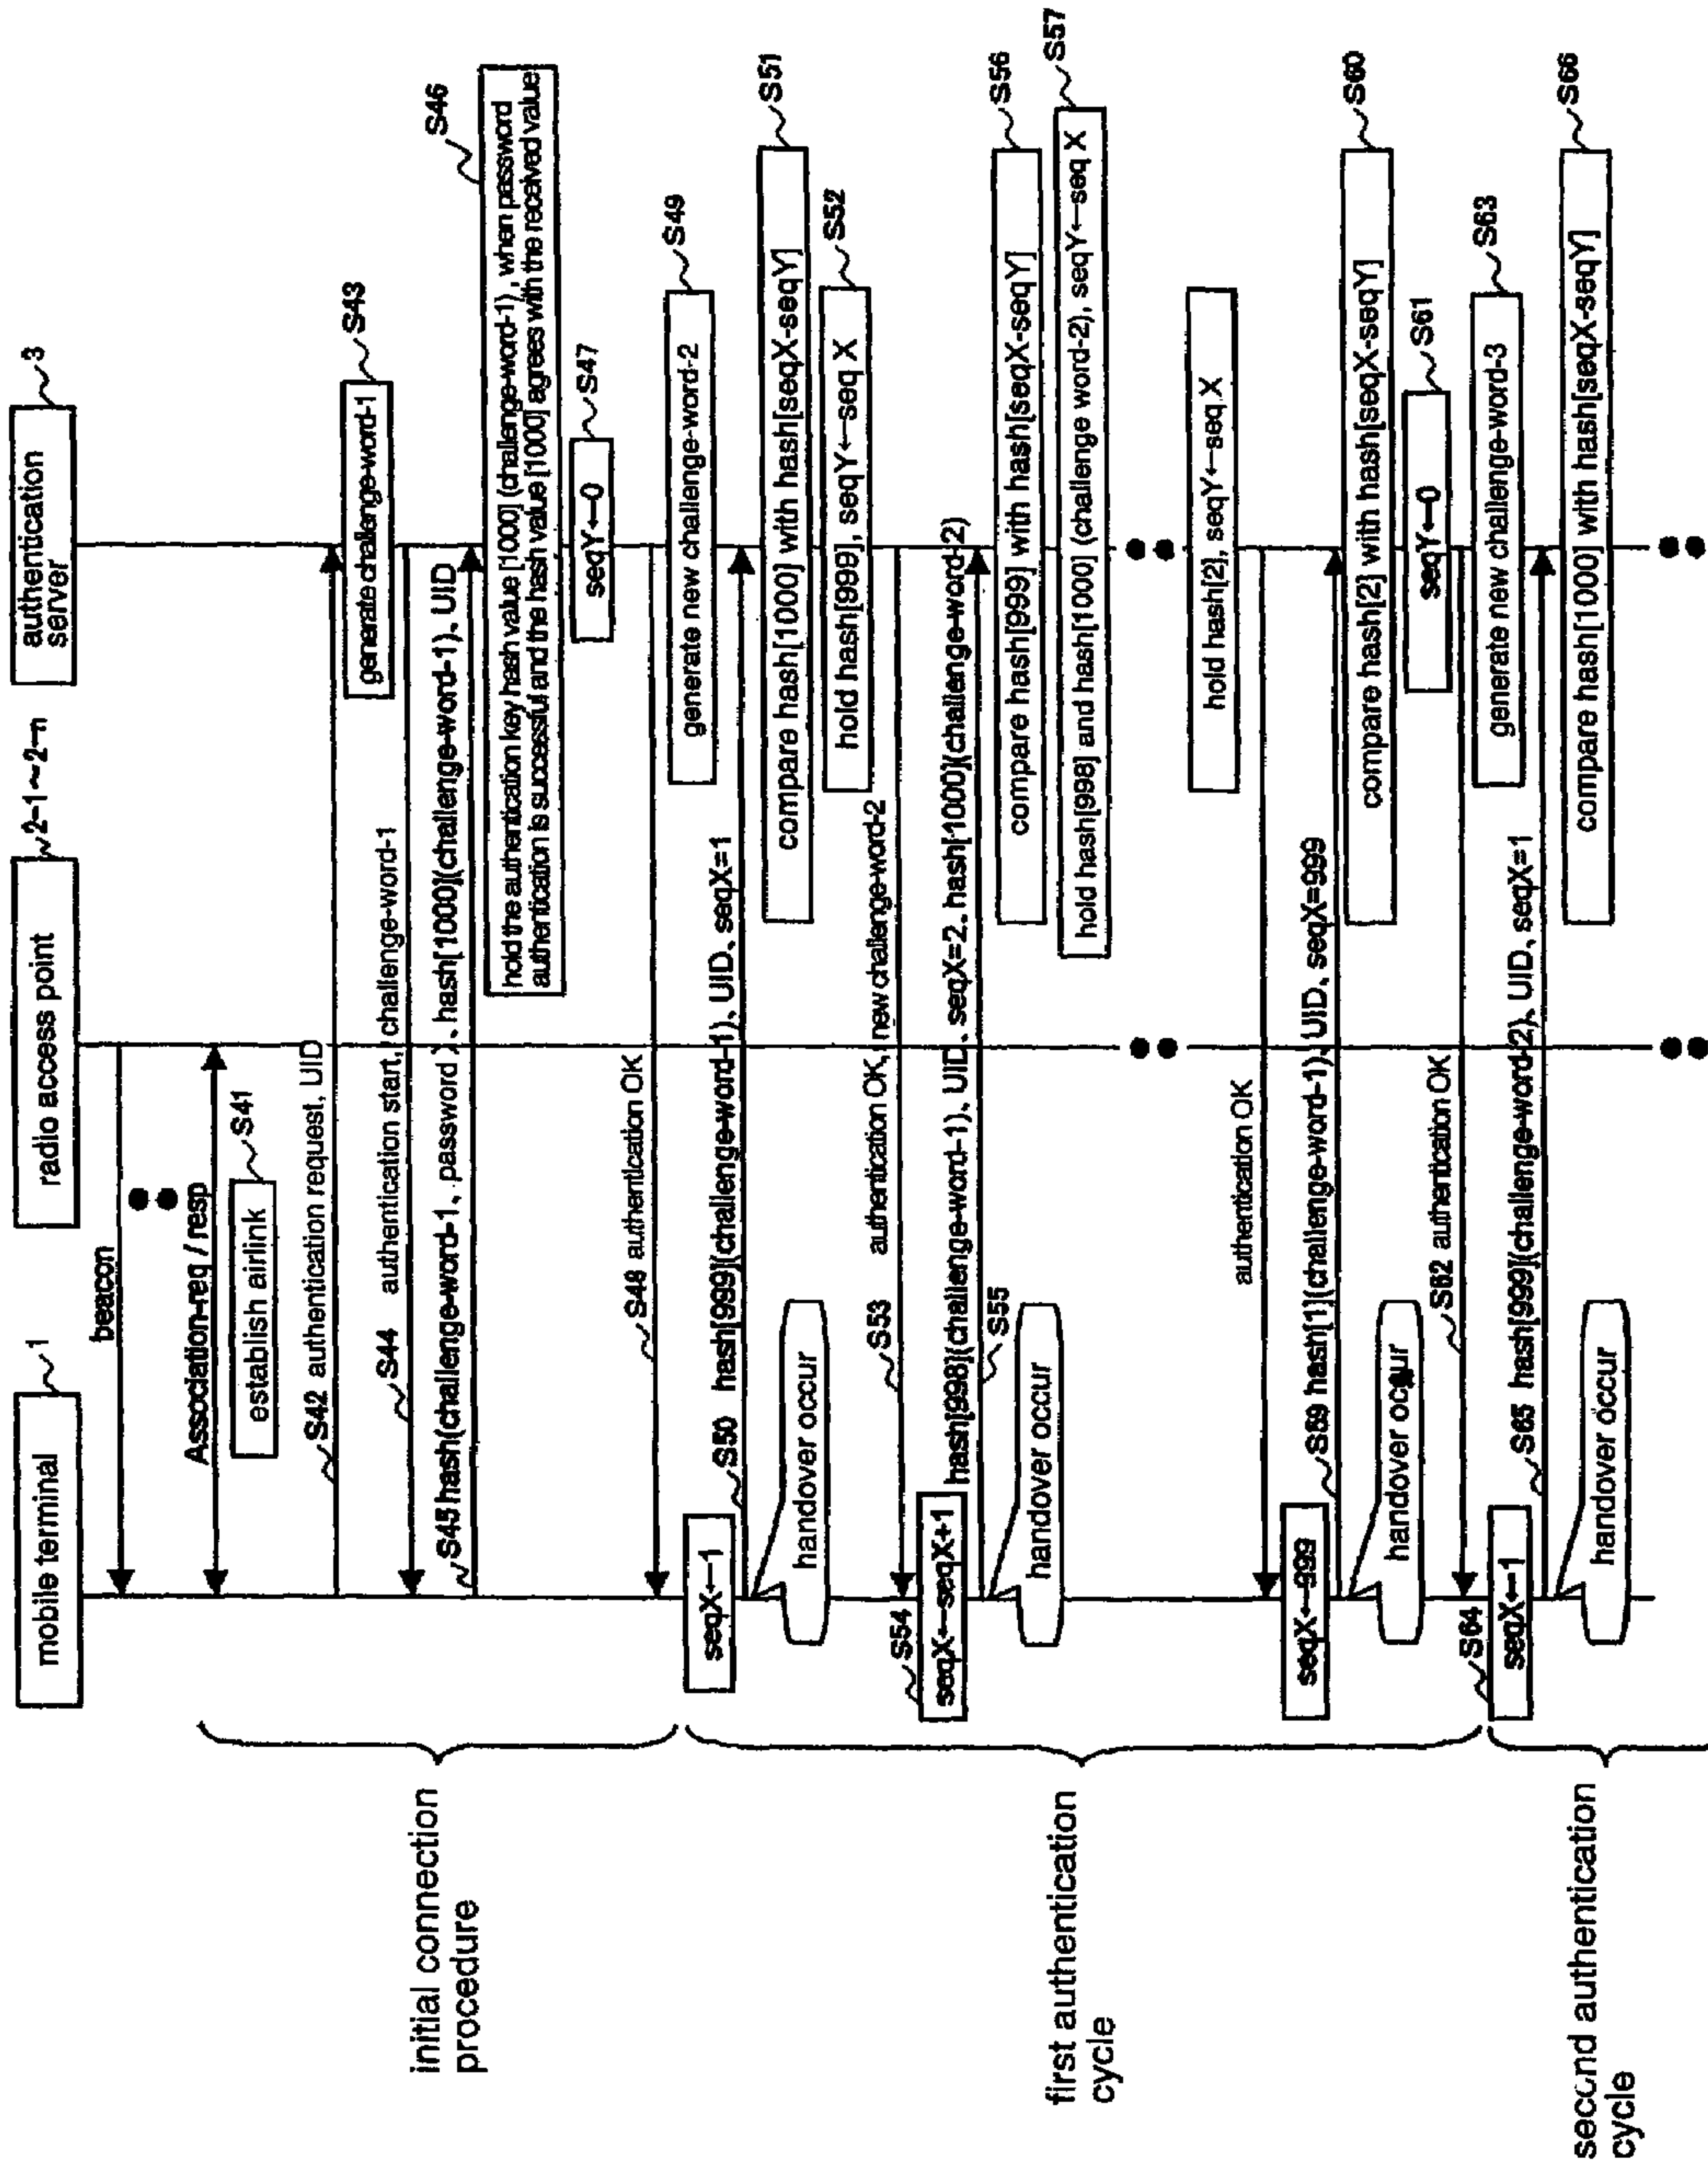 mobile terminal
1
radio access point
2-1~2-n
authentication
server
3
beacon
Association-req / resp
establish airlink
S41
S42 authentication request, UID
generate challenge-word-1
S43
S44
authentication start, challenge-word-1
S45 hash(challenge-word-1, password ), hash[1000](challenge-word-1), UID
S46
hold the authentication key hash value [1000] (challenge-word-1), when password
authentication is successful and the hash value [1000] agrees with the received value
seqY←0
S47
S48 authentication OK
generate new challenge-word-2
S49
initial connection
procedure
seqX←1
S50 hash[999](challenge-word-1), UID, seqX=1
handover occur
compare hash[1000] with hash[seqX-seqY]
S51
hold hash[999], seqY←seq X
S52
S53
authentication OK, new challenge-word-2
S54
seqX←seqX+1
hash[998](challenge-word-1), UID, seqX=2, hash[1000](challenge-word-2)
S55
handover occur
compare hash[999] with hash[seqX-seqY]
S56
hold hash[998] and hash[1000] (challenge word-2), seqY←seq X
S57
first authentication
cycle
hold hash[2], seqY←seq X
authentication OK
seqX←999
S59 hash[1](challenge-word-1), UID, seqX=999
handover occur
compare hash[2] with hash[seqX-seqY]
S60
seqY←0
S61
S62 authentication OK
generate new challenge-word-3
S63
S64
seqX←1
S65 hash[999](challenge-word-2), UID, seqX=1
handover occur
compare hash[1000] with hash[seqX-seqY]
S66
second authentication
cycle